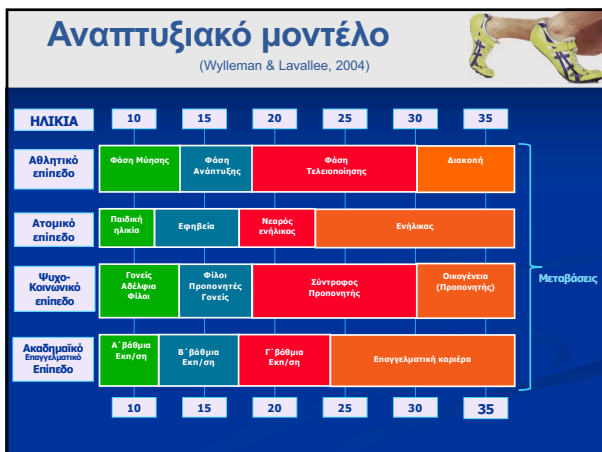 Αναπτυξιακό μοντέλο
(Wylleman & Lavallee, 2004)
ΗΛΙΚΙΑ
10
15
20
25
30
35
Αθλητικό
επίπεδο
Φάση Μύησης
Φάση
Ανάπτυξης
Φάση
Τελειοποίησης
Διακοπή
Ατομικό
επίπεδο
Παιδική
ηλικία
Εφηβεία
Νεαρός
ενήλικας
Ενήλικας
Ψυχο-
Κοινωνικό
επίπεδο
Γονείς
Αδέλφια
Φίλοι
Φίλοι
Προπονητές
Γονείς
Σύντροφος
Προπονητής
Οικογένεια
(Προπονητής)
Μεταβάσεις
Ακαδημαϊκό
Επαγγελματικό
Επίπεδο
Α΄βάθμια
Εκπ/ση
Β΄βάθμια
Εκπ/ση
Γ΄βάθμια
Εκπ/ση
Επαγγελματική καριέρα
10
15
20
25
30
35